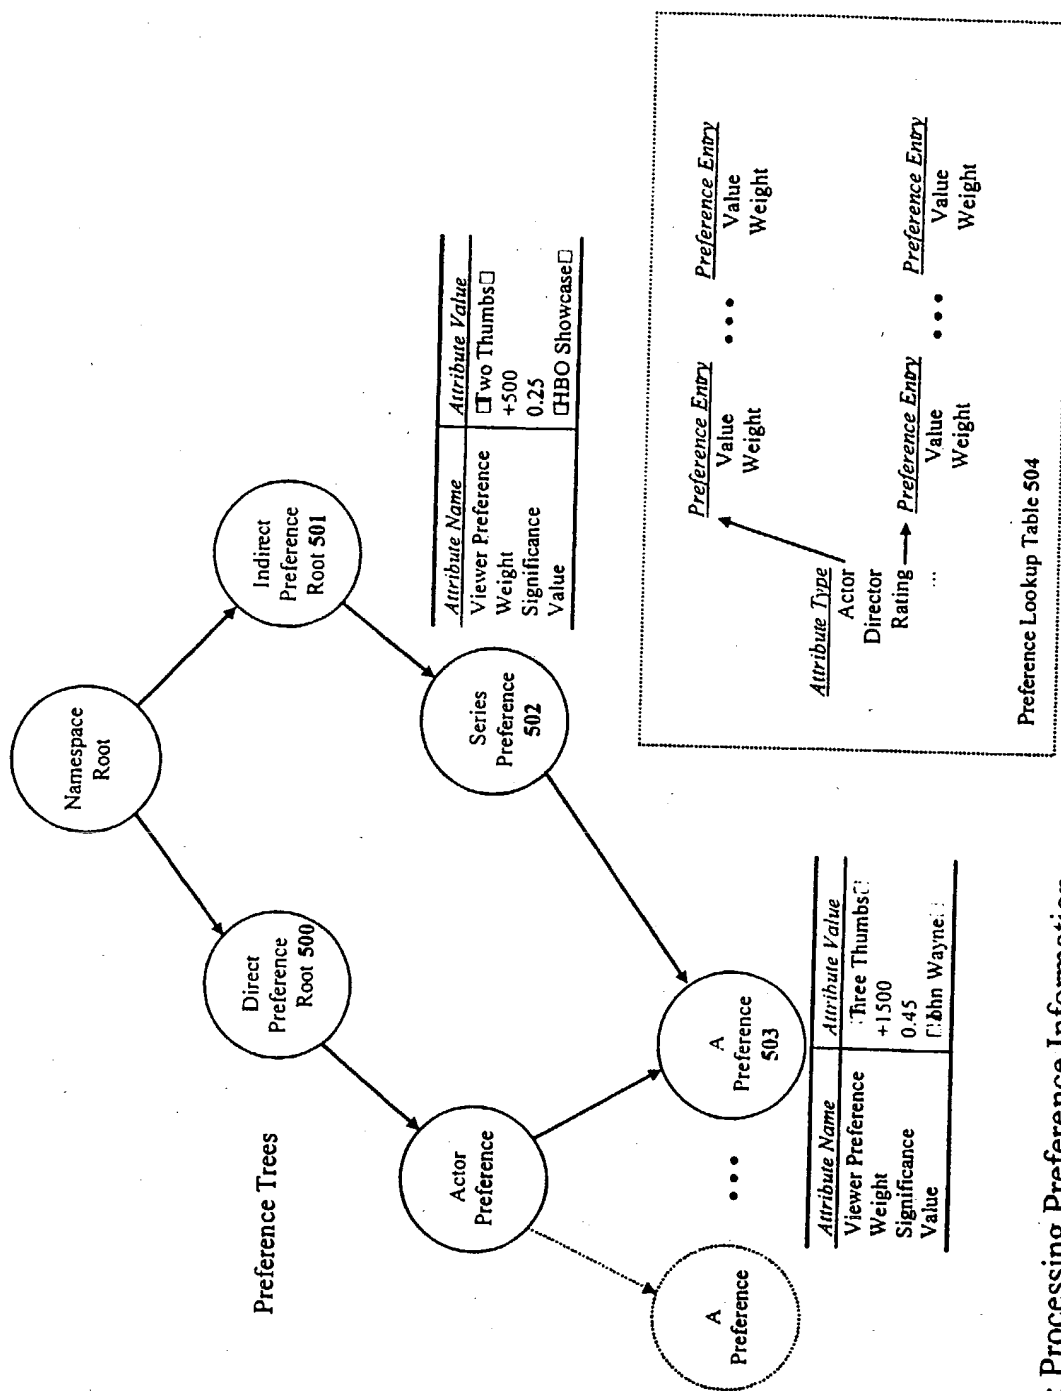 Preference Trees
Namespace
Root
Direct
Preference
Root 500
Indirect
Preference
Root 501
Actor
Preference
Series
Preference
502
Attribute Name Attribute Value
Viewer Preference □Two Thumbs□
Weight +500
Significance 0.25
Value □HBO Showcase□
A
Preference
•••
A
Preference
503
Attribute Name Attribute Value
Viewer Preference □Three Thumbs□
Weight +1500
Significance 0.45
Value Wayne
Attribute Type
Actor
Director
Rating
...
Preference Entry ••• Preference Entry
Value Value
Weight Weight
Preference Entry ••• Preference Entry
Value Value
Weight Weight
Preference Lookup Table 504
Processing Preference Information